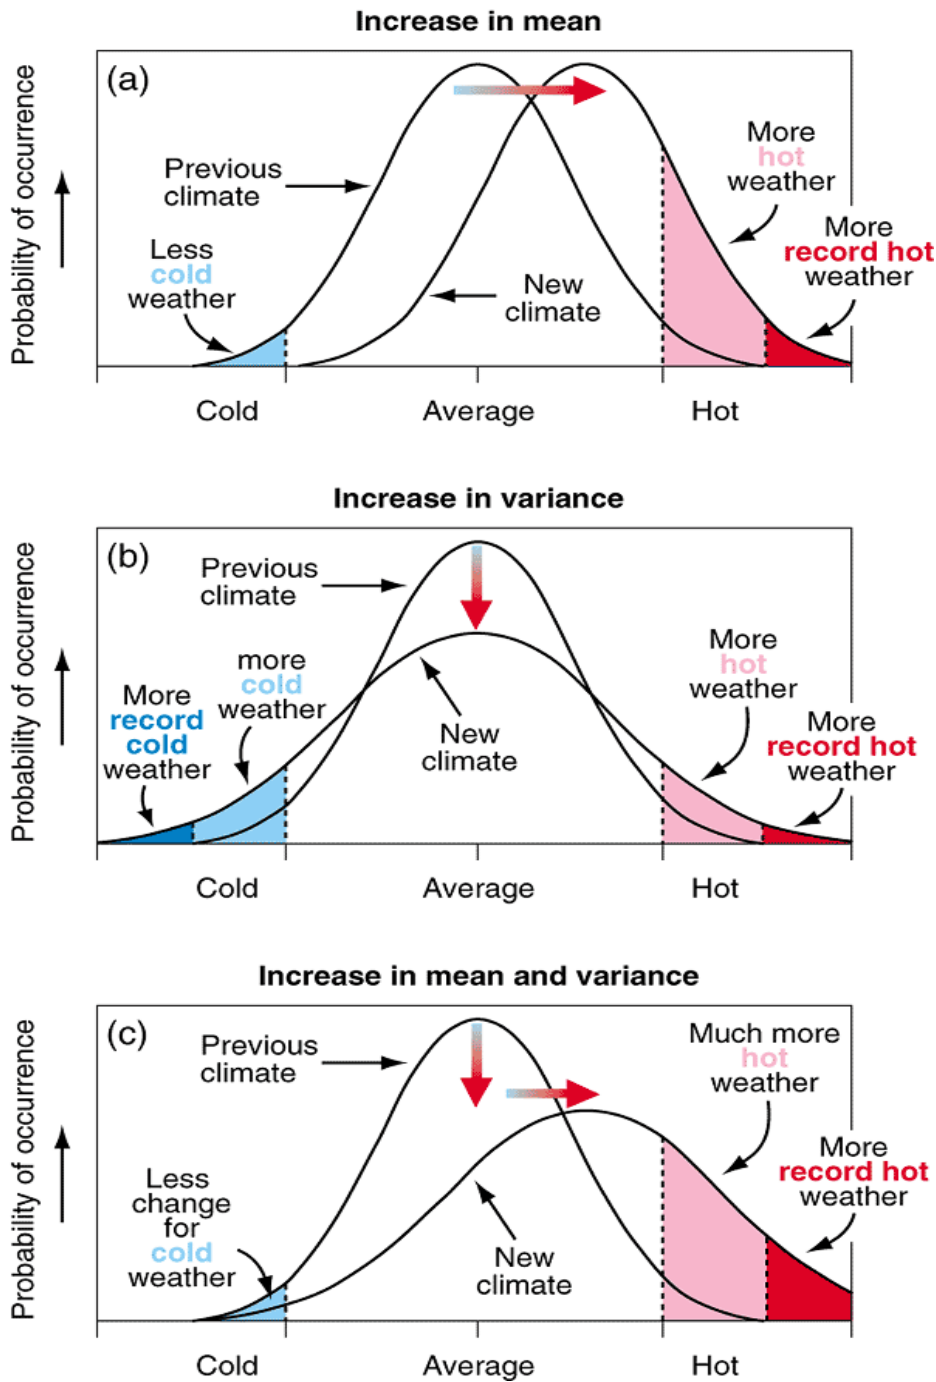 Increase in mean
(a)
Probability of occurrence
Previous
climate
Less
cold
weather
New
climate
More
hot
weather
More
record hot
weather
Cold
Average
Hot
Increase in variance
(b)
Probability of occurrence
Previous
climate
more
cold
weather
More
record
cold
weather
New
climate
More
hot
weather
More
record hot
weather
Cold
Average
Hot
Increase in mean and variance
(c)
Probability of occurrence
Previous
climate
Less
change
for
cold
weather
New
climate
Much more
hot
weather
More
record hot
weather
Cold
Average
Hot